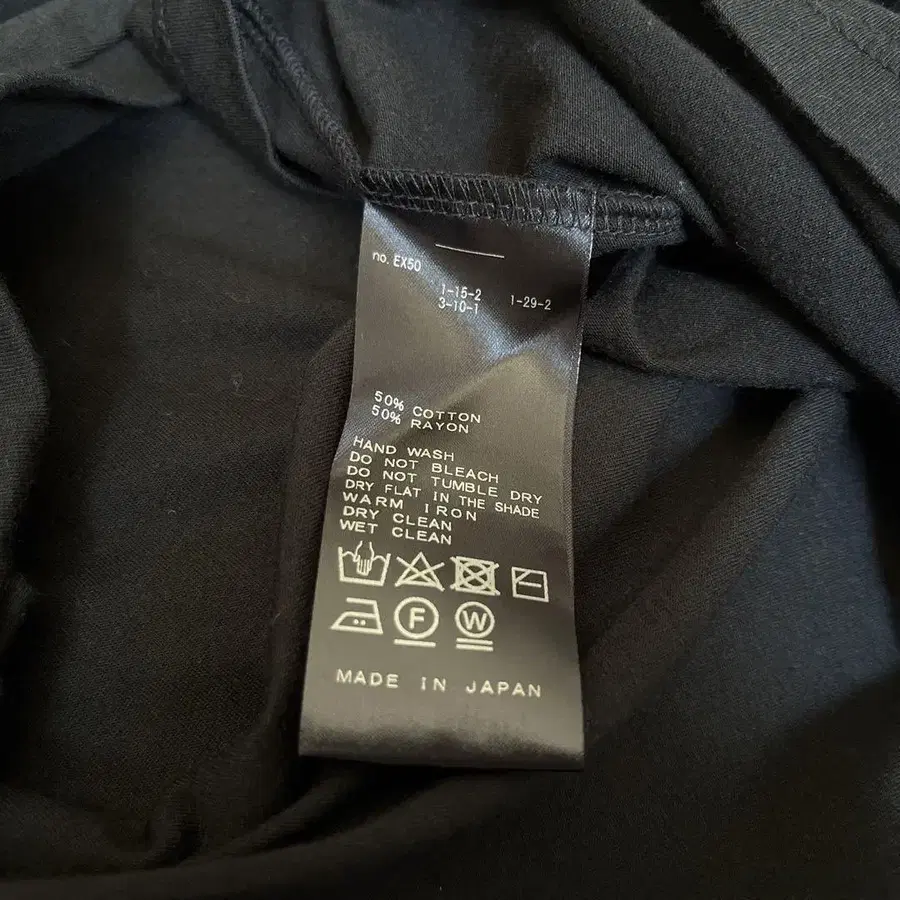 no. EX50
1-15-2 1-29-2
3-10-1
50% COTTON
50% RAYON
HAND WASH
DO NOT BLEACH
DO NOT TUMBLE DRY
DRY FLAT IN THE SHADE
WARM IRON
DRY CLEAN
WET CLEAN
F W
MADE IN JAPAN